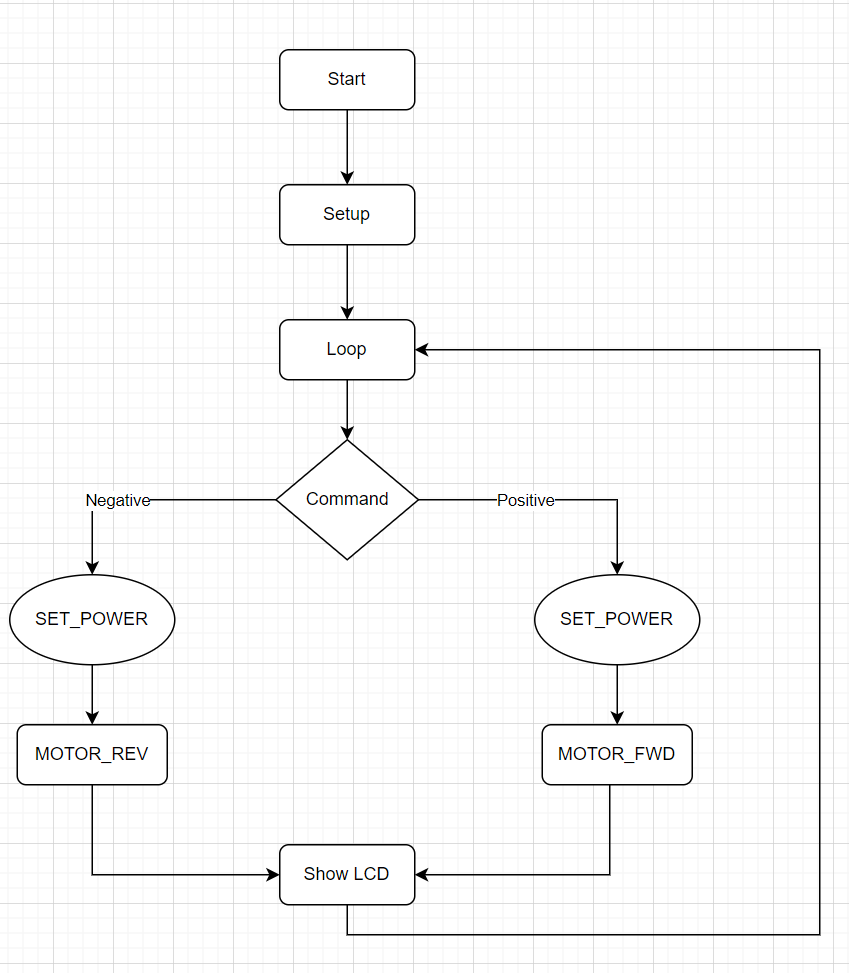 Start
Setup
Loop
Command
Negative
Positive
SET_POWER
SET_POWER
MOTOR_REV
MOTOR_FWD
Show LCD